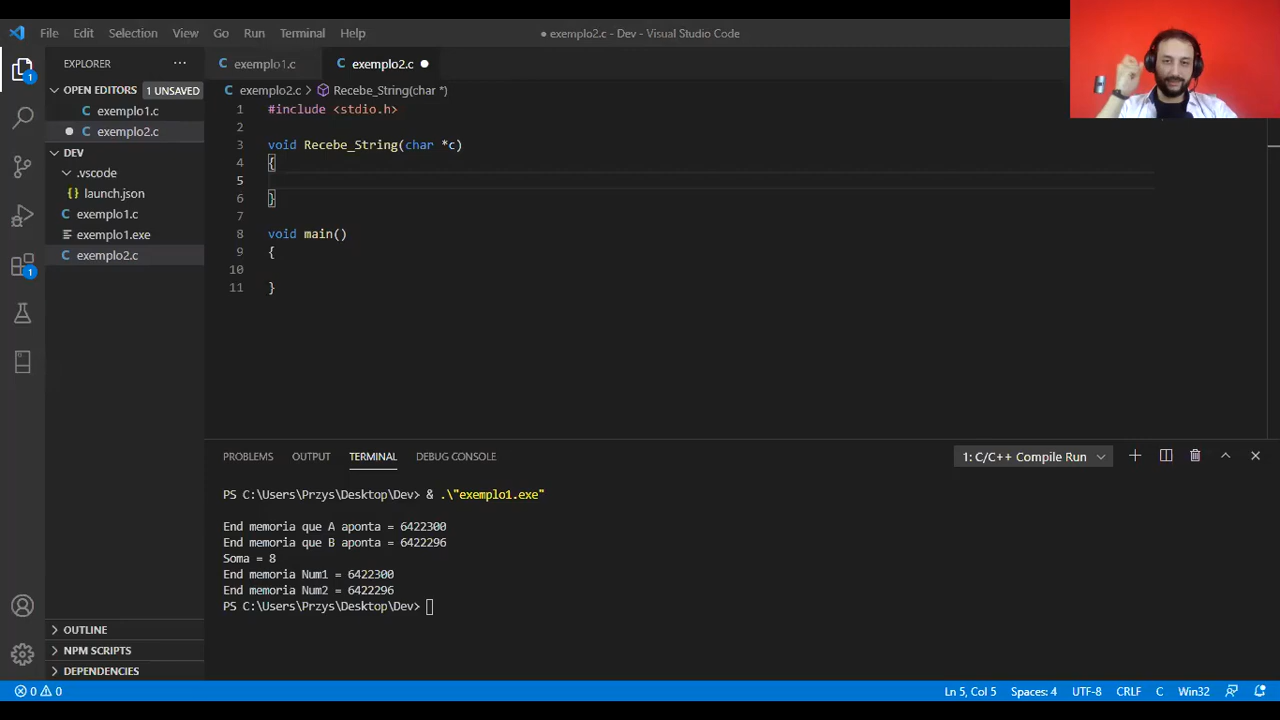 File Edit Selection View Go Run Terminal Help ● exemplo2.c - Dev - Visual Studio Code
EXPLORER ···
OPEN EDITORS 1 UNSAVED
C exemplo1.c
● C exemplo2.c
DEV
.vscode
{} launch.json
C exemplo1.c
exemplo1.exe
C exemplo2.c
OUTLINE
NPM SCRIPTS
DEPENDENCIES
1
1
C exemplo1.c C exemplo2.c ●
C exemplo2.c > Recebe_String(char *)
1 #include <stdio.h>
2
3 void Recebe_String(char *c)
4 {
5
6 }
7
8 void main()
9 {
10
11 }
PROBLEMS OUTPUT TERMINAL DEBUG CONSOLE 1: C/C++ Compile Run
PS C:\Users\Przys\Desktop\Dev> & .\"exemplo1.exe"
End memoria que A aponta = 6422300
End memoria que B aponta = 6422296
Soma = 8
End memoria Num1 = 6422300
End memoria Num2 = 6422296
PS C:\Users\Przys\Desktop\Dev>
0 0 Ln 5, Col 5 Spaces: 4 UTF-8 CRLF C Win32